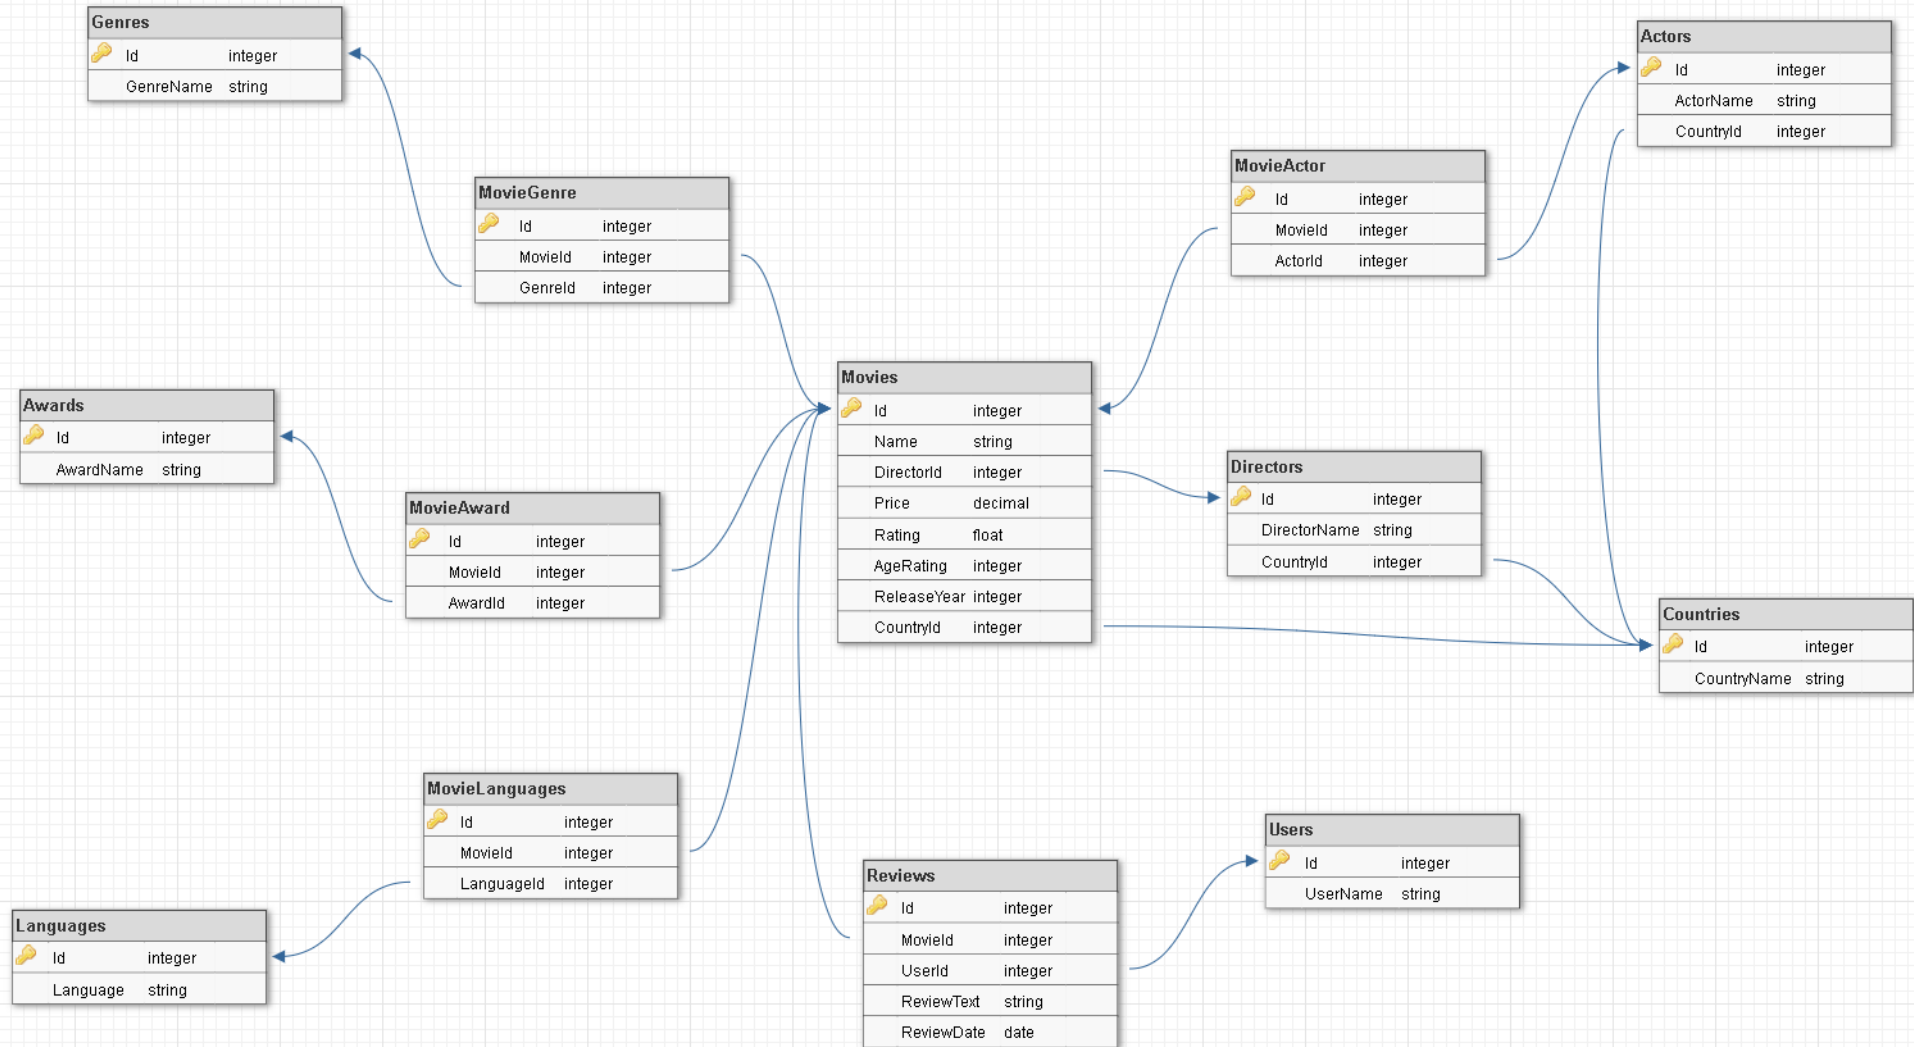 Genres
Id integer
GenreName string
Actors
Id integer
ActorName string
CountryId integer
MovieGenre
Id integer
MovieId integer
GenreId integer
MovieActor
Id integer
MovieId integer
ActorId integer
Awards
Id integer
AwardName string
Movies
Id integer
Name string
DirectorId integer
Price decimal
Rating float
AgeRating integer
ReleaseYear integer
CountryId integer
Directors
Id integer
DirectorName string
CountryId integer
MovieAward
Id integer
MovieId integer
AwardId integer
Countries
Id integer
CountryName string
MovieLanguages
Id integer
MovieId integer
LanguageId integer
Users
Id integer
UserName string
Languages
Id integer
Language string
Reviews
Id integer
MovieId integer
UserId integer
ReviewText string
ReviewDate date